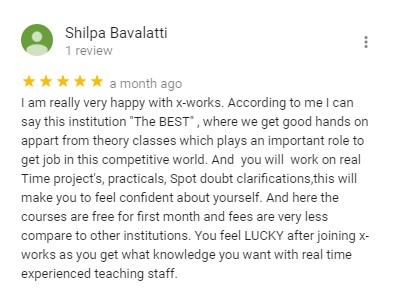 Shilpa Bavalatti
1 review
a month ago
I am really very happy with x-works. According to me I can
say this institution "The BEST" , where we get good hands on
appart from theory classes which plays an important role to
get job in this competitive world. And  you will  work on real
Time project's, practicals, Spot doubt clarifications,this will
make you to feel confident about yourself. And here the
courses are free for first month and fees are very less
compare to other institutions. You feel LUCKY after joining x-
works as you get what knowledge you want with real time
experienced teaching staff.